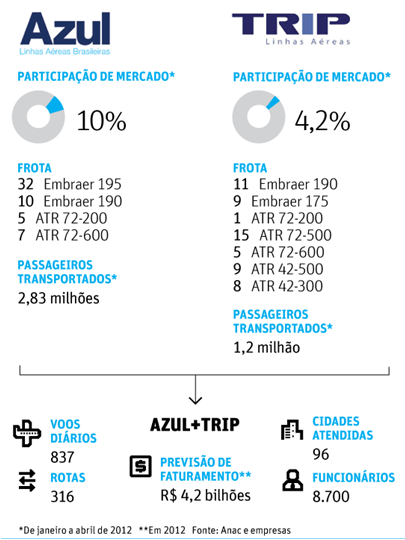 Azul
Linhas Aéreas Brasileiras
PARTICIPAÇÃO DE MERCADO*
10%
FROTA
32 Embraer 195
10 Embraer 190
5 ATR 72-200
7 ATR 72-600
PASSAGEIROS
TRANSPORTADOS*
2,83 milhões
TRIP
Linhas Aéreas
PARTICIPAÇÃO DE MERCADO*
4,2%
FROTA
11 Embraer 190
9 Embraer 175
1 ATR 72-200
15 ATR 72-500
5 ATR 72-600
9 ATR 42-500
8 ATR 42-300
PASSAGEIROS
TRANSPORTADOS*
1,2 milhão
AZUL+TRIP
VOOS
DIÁRIOS
837
ROTAS
316
PREVISÃO DE
FATURAMENTO**
R$ 4,2 bilhões
CIDADES
ATENDIDAS
96
FUNCIONÁRIOS
8.700
*De janeiro a abril de 2012 **Em 2012 Fonte: Anac e empresas